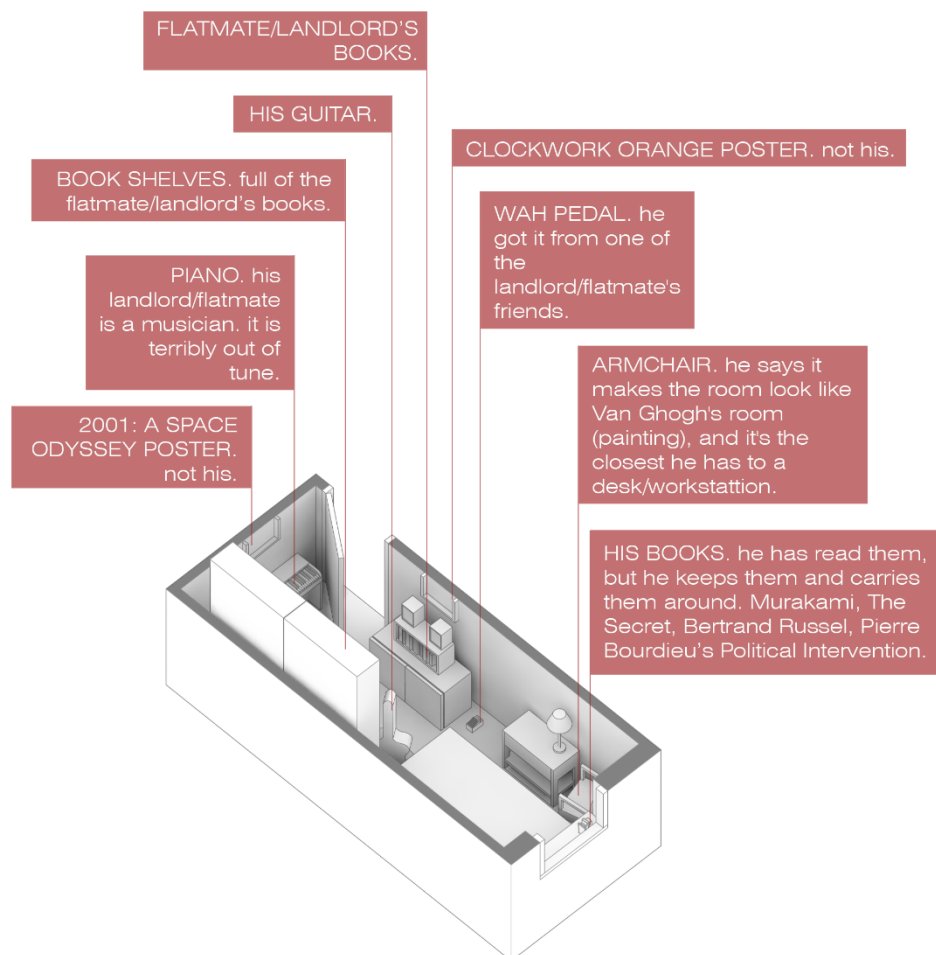 FLATMATE/LANDLORD'S
BOOKS.
HIS GUITAR.
CLOCKWORK ORANGE POSTER. not his.
BOOK SHELVES. full of the
flatmate/landlord's books.
WAH PEDAL. he
got it from one of
the
landlord/flatmate's
friends.
PIANO. his
landlord/flatmate
is a musician. it is
terribly out of
tune.
ARMCHAIR. he says it
makes the room look like
Van Ghogh's room
(painting), and it's the
closest he has to a
desk/workstattion.
2001: A SPACE
ODYSSEY POSTER.
not his.
HIS BOOKS. he has read them,
but he keeps them and carries
them around. Murakami, The
Secret, Bertrand Russel, Pierre
Bourdieu's Political Intervention.